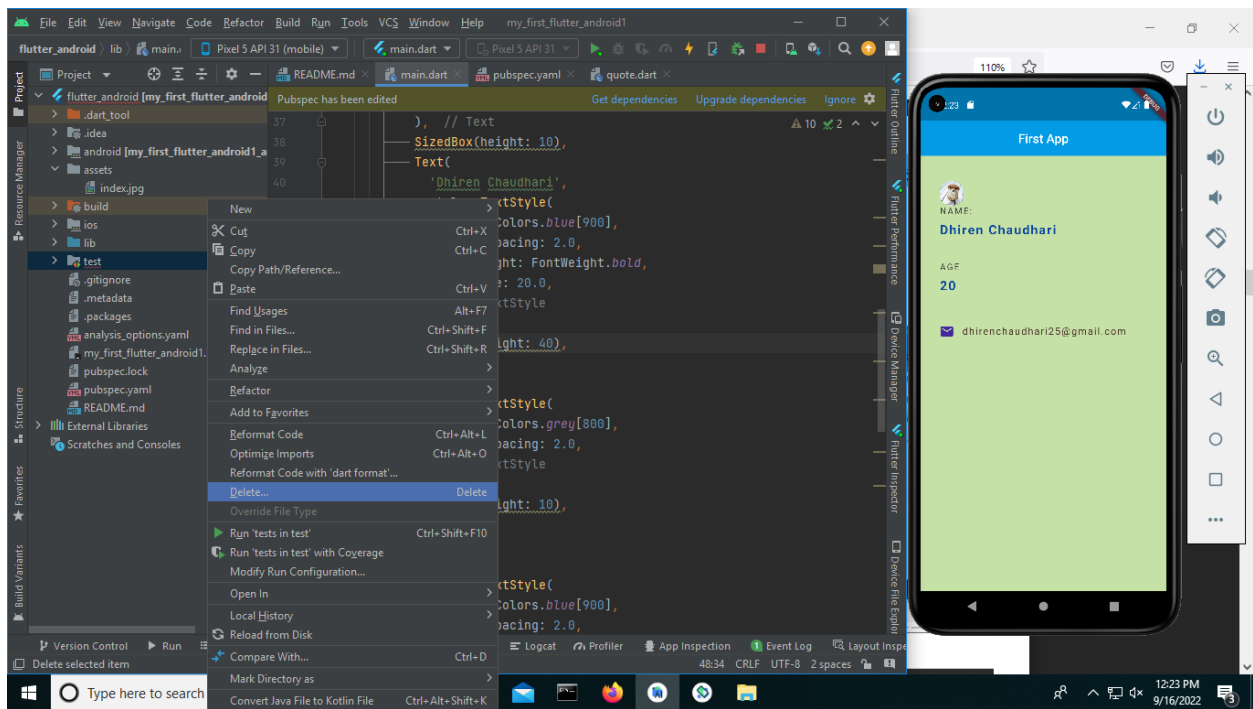 File Edit View Navigate Code Refactor Build Run Tools VCS Window Help my_first_flutter_android1
flutter_android lib main. Pixel 5 API 31 (mobile) main.dart Pixel 5 API 31
110%
Project README.md main.dart pubspec.yaml quote.dart
Pubspec has been edited Get dependencies Upgrade dependencies Ignore
flutter_android [my_first_flutter_android
.dart_tool
.idea
android [my_first_flutter_android1_a
assets
index.jpg
build
ios
lib
test
.gitignore
.metadata
.packages
analysis_options.yaml
my_first_flutter_android1.
pubspec.lock
pubspec.yaml
README.md
External Libraries
Scratches and Consoles
Project
Resource Manager
Structure
Favorites
Build Variants
37 ), // Text
10 2
38 SizedBox(height: 10),
39 Text(
40 'Dhiren Chaudhari',
xtStyle(
Colors.blue[900],
pacing: 2.0,
ght: FontWeight.bold,
e: 20.0,
xtStyle
ight: 40),
xtStyle(
Colors.grey[800],
pacing: 2.0,
xtStyle
ight: 10),
xtStyle(
Colors.blue[900],
pacing: 2.0,
New
Cut Ctrl+X
Copy Ctrl+C
Copy Path/Reference...
Paste Ctrl+V
Find Usages Alt+F7
Find in Files... Ctrl+Shift+F
Replace in Files... Ctrl+Shift+R
Analyze
Refactor
Add to Favorites
Reformat Code Ctrl+Alt+L
Optimize Imports Ctrl+Alt+O
Reformat Code with 'dart format'...
Delete... Delete
Override File Type
Run 'tests in test' Ctrl+Shift+F10
Run 'tests in test' with Coverage
Modify Run Configuration...
Open In
Local History
Reload from Disk
Compare With... Ctrl+D
Mark Directory as
Convert Java File to Kotlin File Ctrl+Alt+Shift+K
Flutter Outline
Flutter Performance
Device Manager
Flutter Inspector
Device File Explor
:23
DEBUG
First App
NAME:
Dhiren Chaudhari
AGE
20
dhirenchaudhari25@gmail.com
Version Control Run Logcat Profiler App Inspection 1 Event Log Layout Inspe
Delete selected item 48:34 CRLF UTF-8 2 spaces
Type here to search
12:23 PM
9/16/2022
3